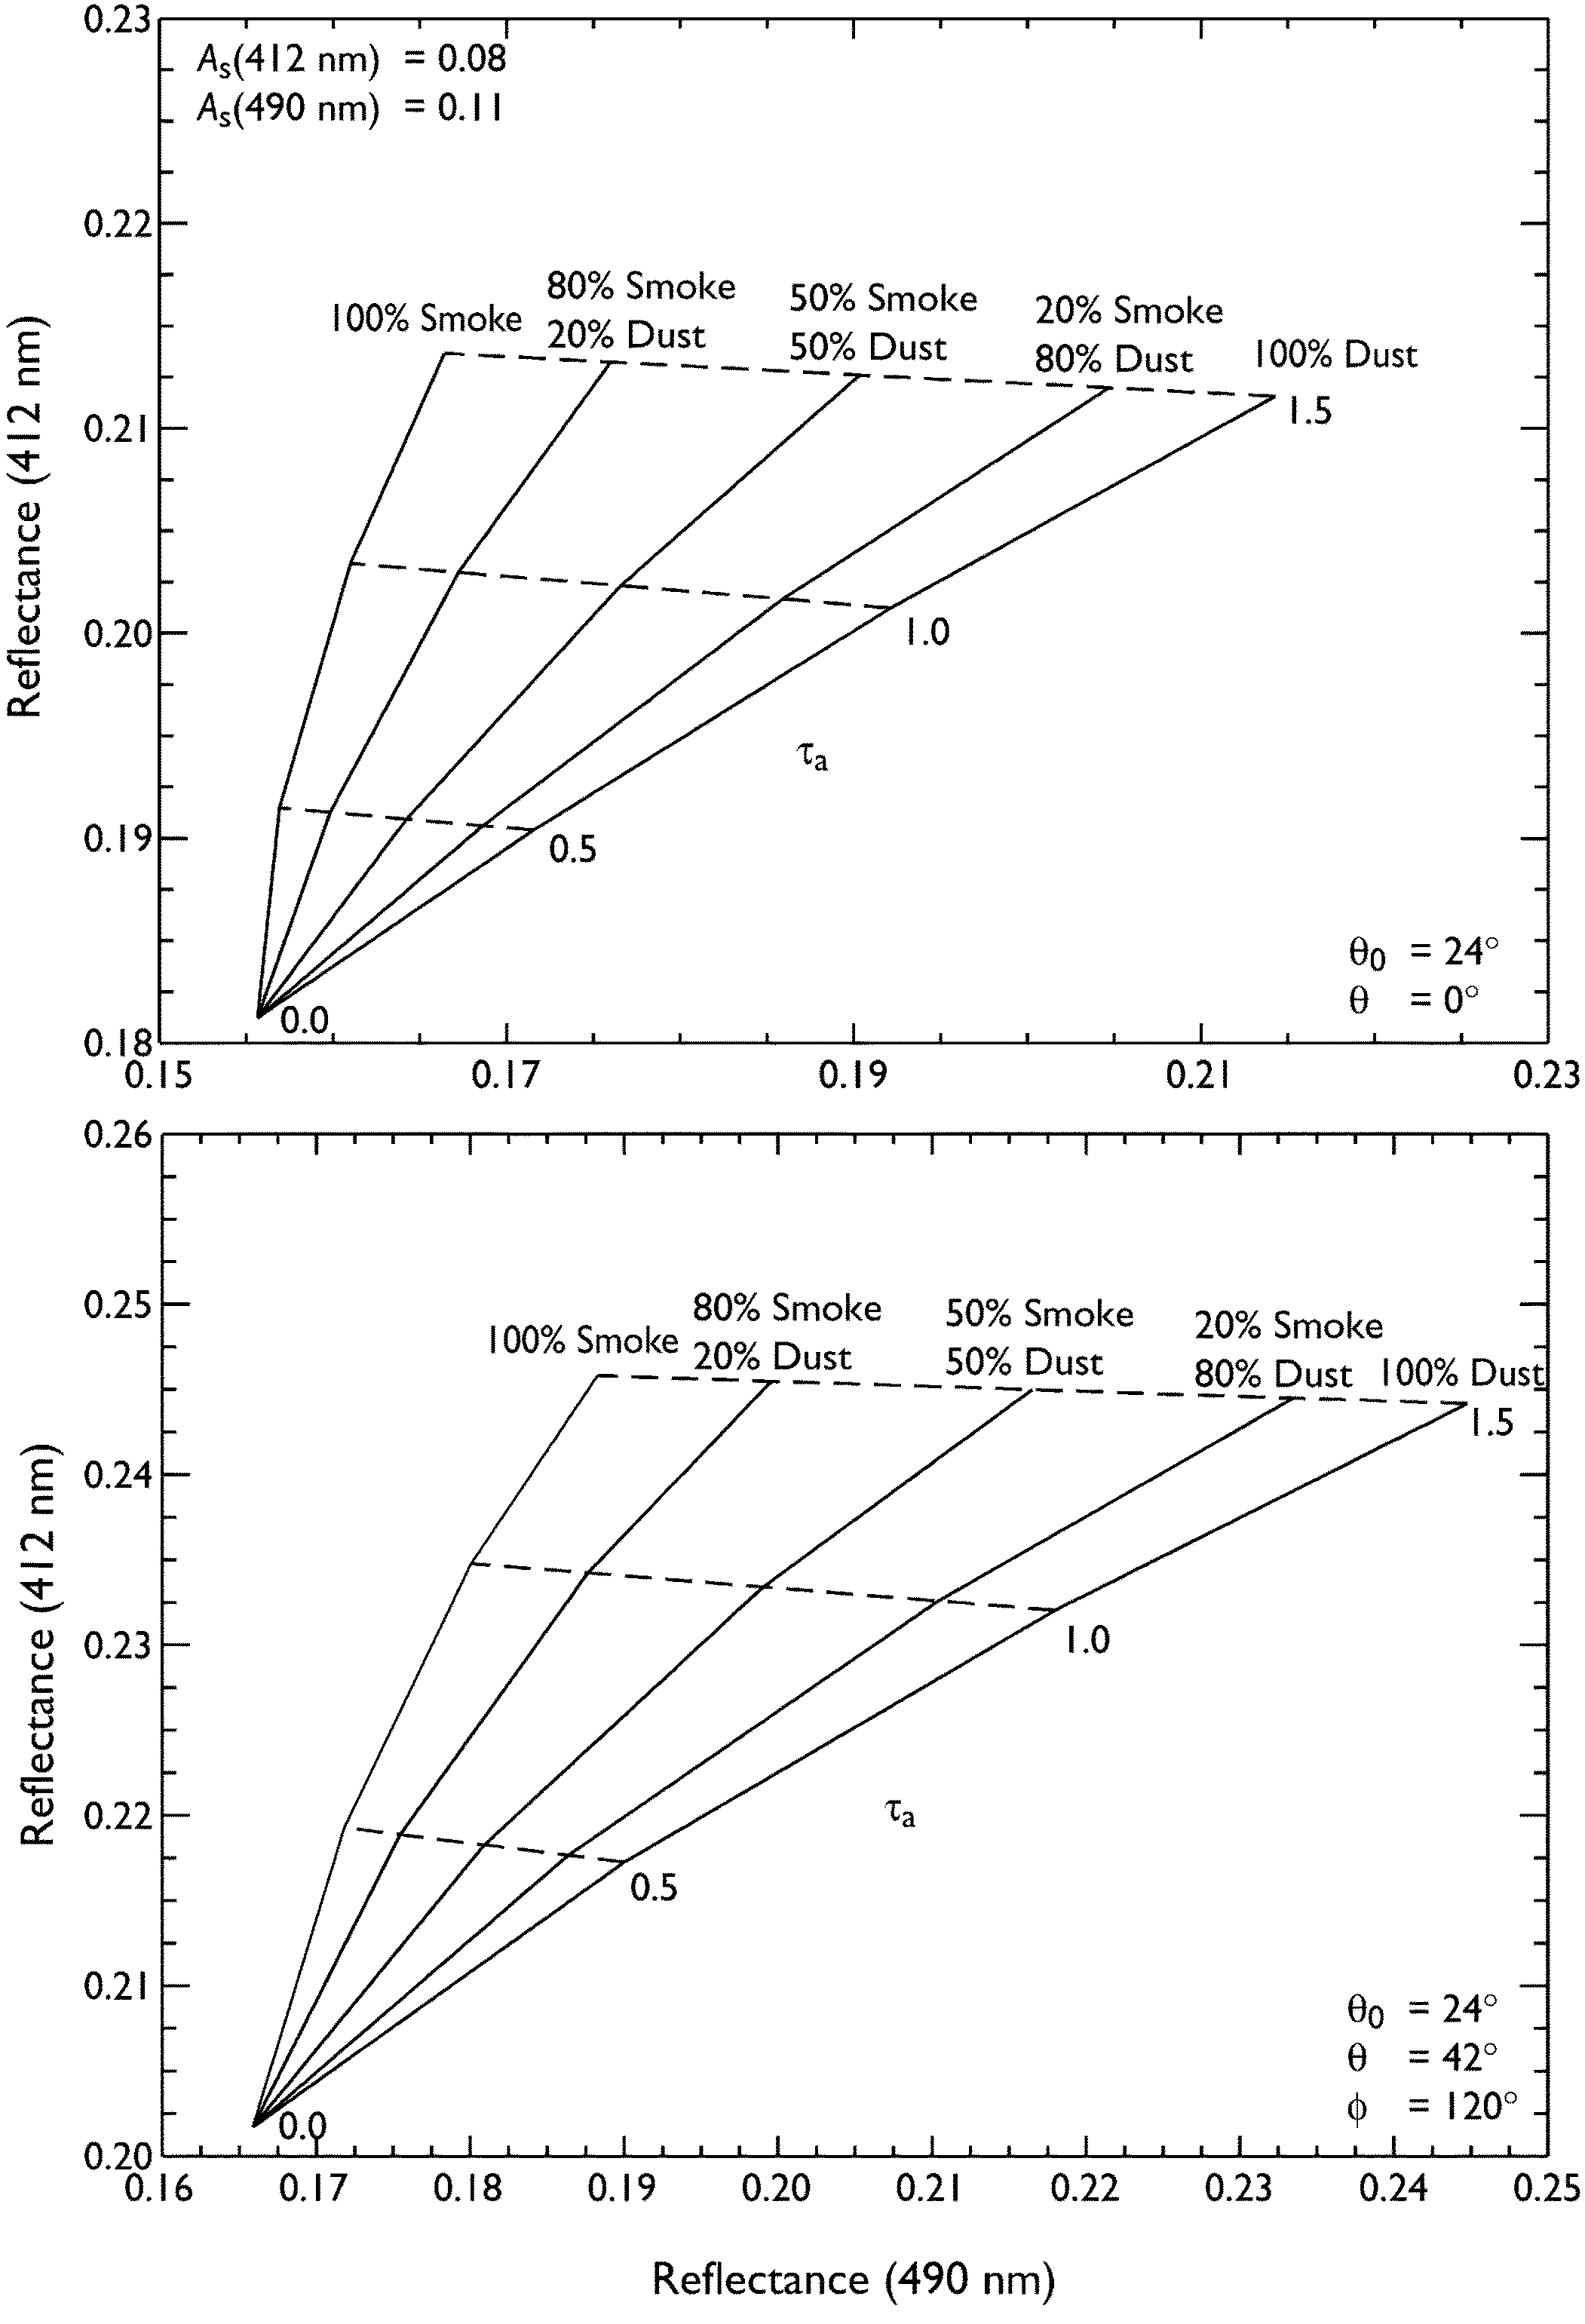 0.23
A_s(412 nm) = 0.08
A_s(490 nm) = 0.11
0.22
80% Smoke
50% Smoke
20% Smoke
100% Smoke
20% Dust
50% Dust
80% Dust
100% Dust
1.5
0.21
Reflectance (412 nm)
0.20
1.0
τ_a
0.19
0.5
θ_0 = 24°
θ = 0°
0.0
0.18
0.15 0.17 0.19 0.21 0.23
0.26
0.25
80% Smoke
50% Smoke
20% Smoke
100% Smoke
20% Dust
50% Dust
80% Dust
100% Dust
1.5
0.24
Reflectance (412 nm)
0.23
1.0
0.22
τ_a
0.5
0.21
θ_0 = 24°
θ = 42°
ϕ = 120°
0.0
0.20
0.16 0.17 0.18 0.19 0.20 0.21 0.22 0.23 0.24 0.25
Reflectance (490 nm)